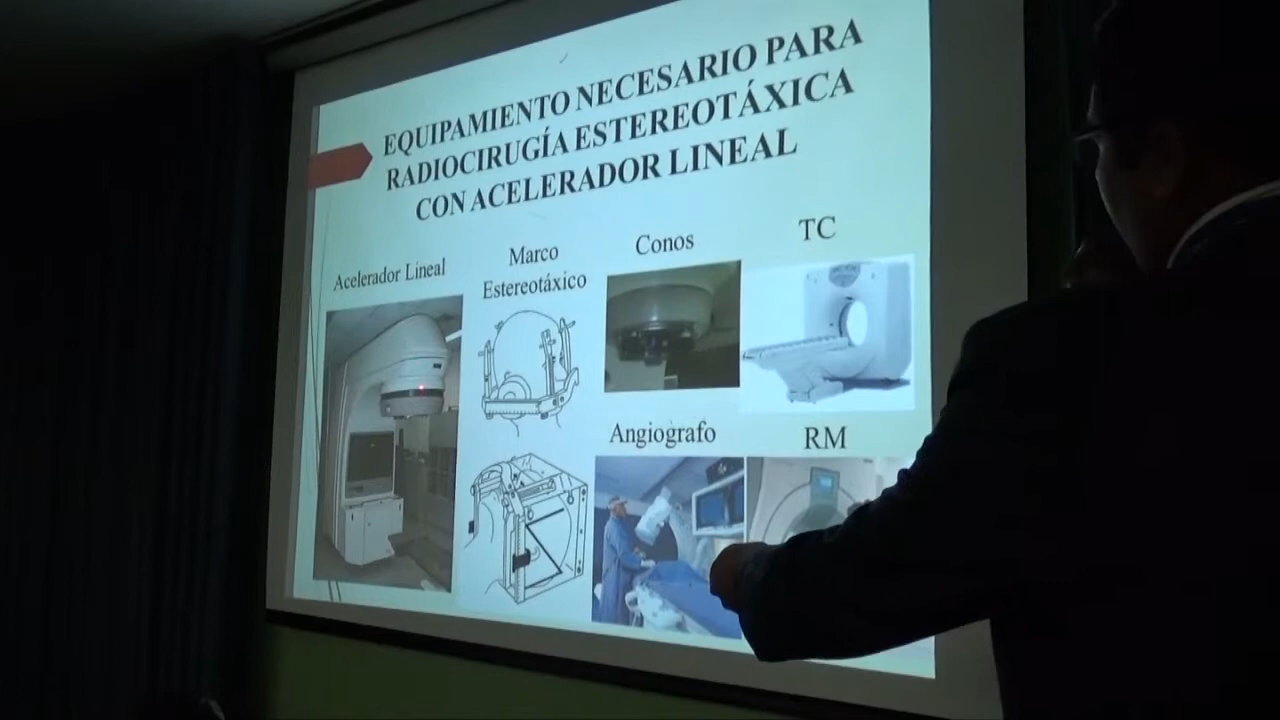 EQUIPAMIENTO NECESARIO PARA
RADIOCIRUGÍA ESTEREOTÁXICA
CON ACELERADOR LINEAL
Acelerador Lineal
Marco
Estereotáxico
Conos
TC
Angiografo
RM